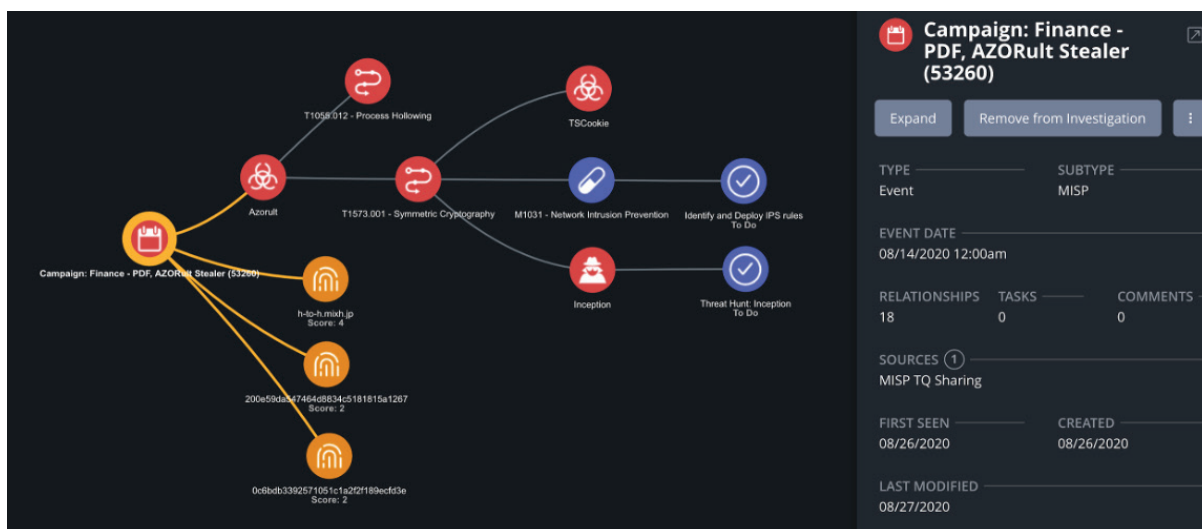 T1055.012 - Process Hollowing
TSCookie
Azorult
T1573.001 - Symmetric Cryptography
M1031 - Network Intrusion Prevention
Identify and Deploy IPS rules
To Do
Campaign: Finance - PDF, AZORult Stealer (53260)
h-to-h.mixh.jp
Score: 4
Inception
Threat Hunt: Inception
To Do
200e59da547464d8834c5181815a1267
Score: 2
0c6bdb3392571051c1a2f2f189ecfd3e
Score: 2
Campaign: Finance -
PDF, AZORult Stealer
(53260)
Expand
Remove from Investigation
TYPE
SUBTYPE
Event
MISP
EVENT DATE
08/14/2020 12:00am
RELATIONSHIPS
TASKS
COMMENTS
18
0
0
SOURCES 1
MISP TQ Sharing
FIRST SEEN
CREATED
08/26/2020
08/26/2020
LAST MODIFIED
08/27/2020